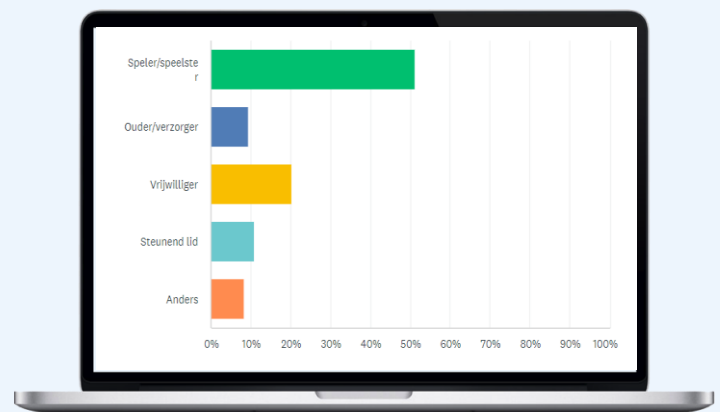 Speler/speelste
r
Ouder/verzorger
Vrijwilliger
Steunend lid
Anders
0% 10% 20% 30% 40% 50% 60% 70% 80% 90% 100%